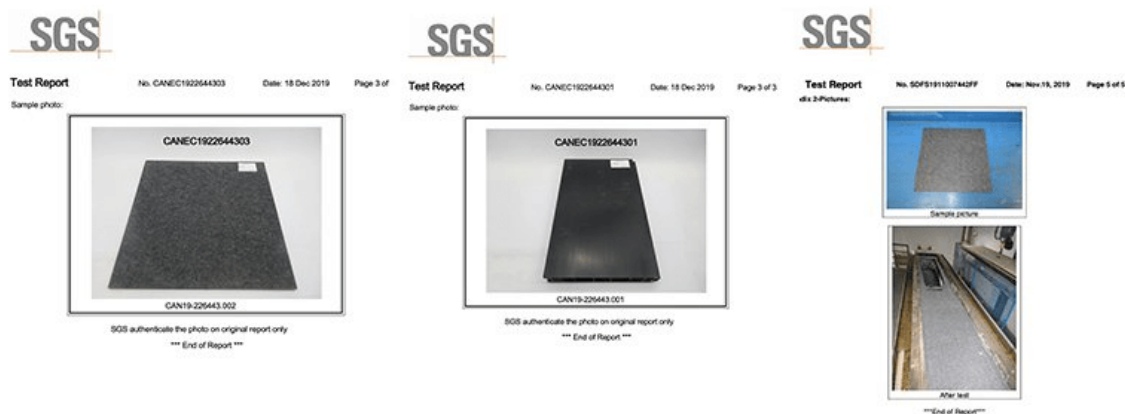 SGS
Test Report No. CANEC1922644303 Date: 18 Dec 2019 Page 3 of
Sample photo:
CANEC1922644303
CAN19-226443.002
SGS authenticate the photo on original report only
*** End of Report ***
SGS
Test Report No. CANEC1922644301 Date: 18 Dec 2019 Page 3 of 3
Sample photo:
CANEC1922644301
CAN19-226443.001
SGS authenticate the photo on original report only
*** End of Report ***
SGS
Test Report No. SDFS1911007442FF Date: Nov.19, 2019 Page 5 of 5
dix 2-Pictures:
Sample picture
After test
***End of Report***